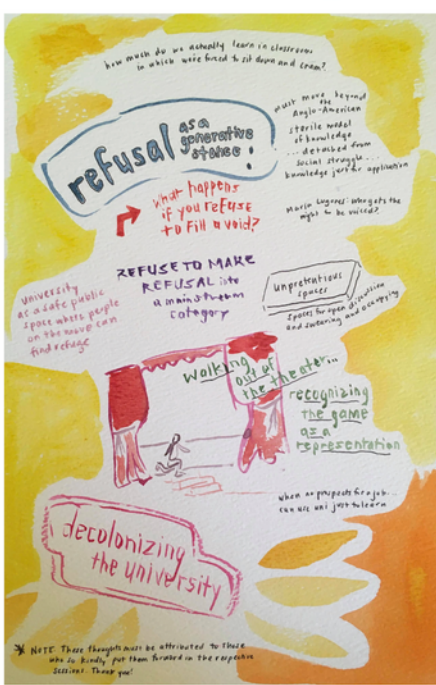 how much do we actually learn in classroom
in which we're forced to sit down and cram?
refusal as a
generative
stance!
must move beyond
the
Anglo-American
sterile model
of knowledge
... detached from
social struggle...
knowledge just for application
what happens
if you refuse
to fill a void?
Maria Lugones: who gets the
right to be voiced?
REFUSE TO MAKE
REFUSAL into
a mainstream
category
unpretentious
spaces
spaces for open discussion
and swearing and occupying
university
as a safe public
space where people
on the move can
find refuge
walking
out of
the theater...
recognizing
the game
as a
representation
when no prospects for a job...
can use uni just to learn
decolonizing
the university
* NOTE: These thoughts must be attributed to those
who so kindly put them forward in the respective
sessions. Thank you!